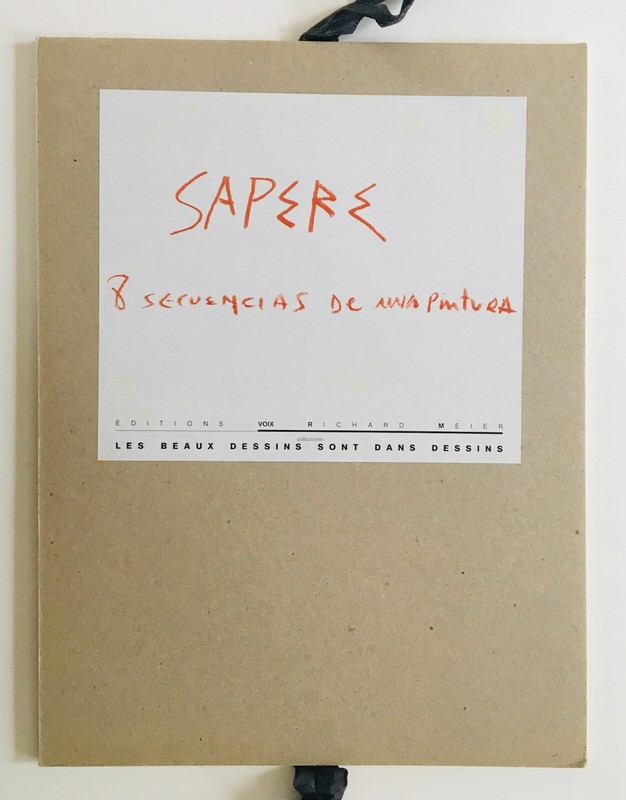 SAPERE
8 SECUENCIAS DE UNA PINTURA
EDITIONS VOIX RICHARD MEIER
collections
LES BEAUX DESSINS SONT DANS DESSINS